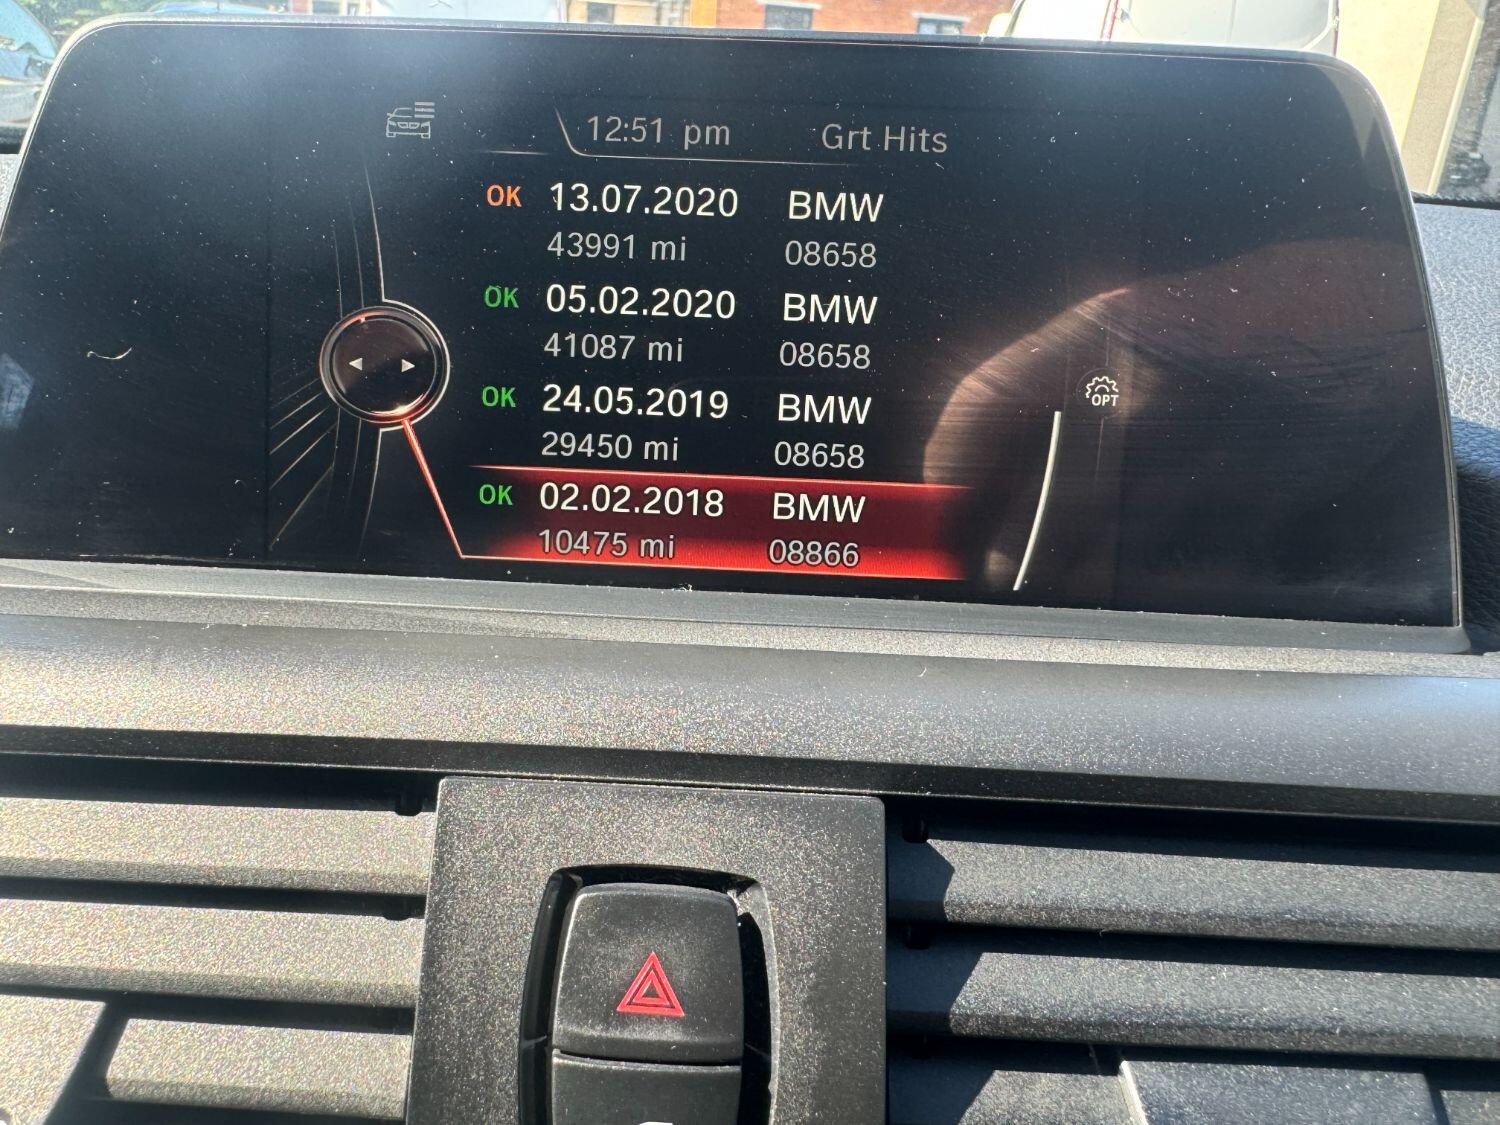 12:51 pm Grt Hits
OK 13.07.2020 BMW
43991 mi 08658
OK 05.02.2020 BMW
41087 mi 08658
OPT
OK 24.05.2019 BMW
29450 mi 08658
OK 02.02.2018 BMW
10475 mi 08866